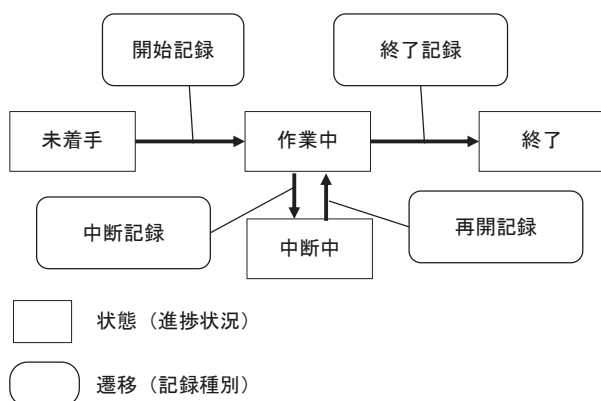 開始記録
終了記録
未着手
作業中
終了
中断記録
中断中
再開記録
状態（進捗状況）
遷移（記録種別）